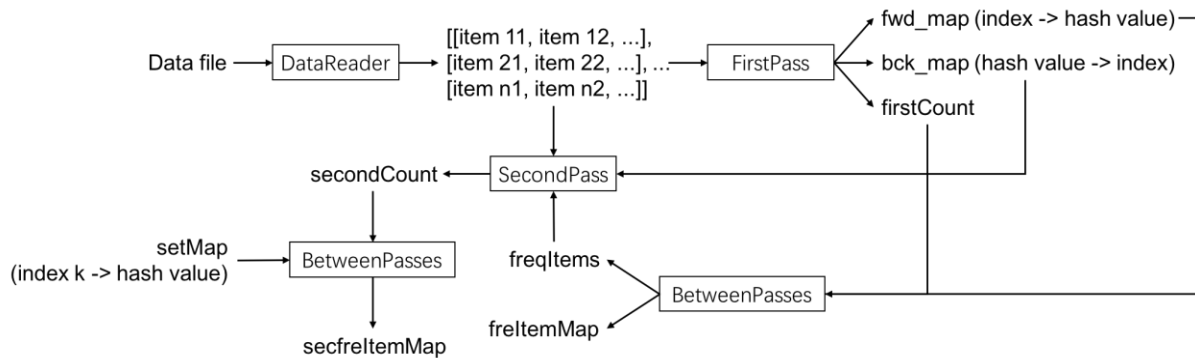 Data file
DataReader
[[item 11, item 12, ...],
[item 21, item 22, ...], ...
[item n1, item n2, ...]]
FirstPass
fwd_map (index -> hash value)
bck_map (hash value -> index)
firstCount
secondCount
SecondPass
setMap
(index k -> hash value)
BetweenPasses
freqItems
BetweenPasses
freItemMap
secfreItemMap